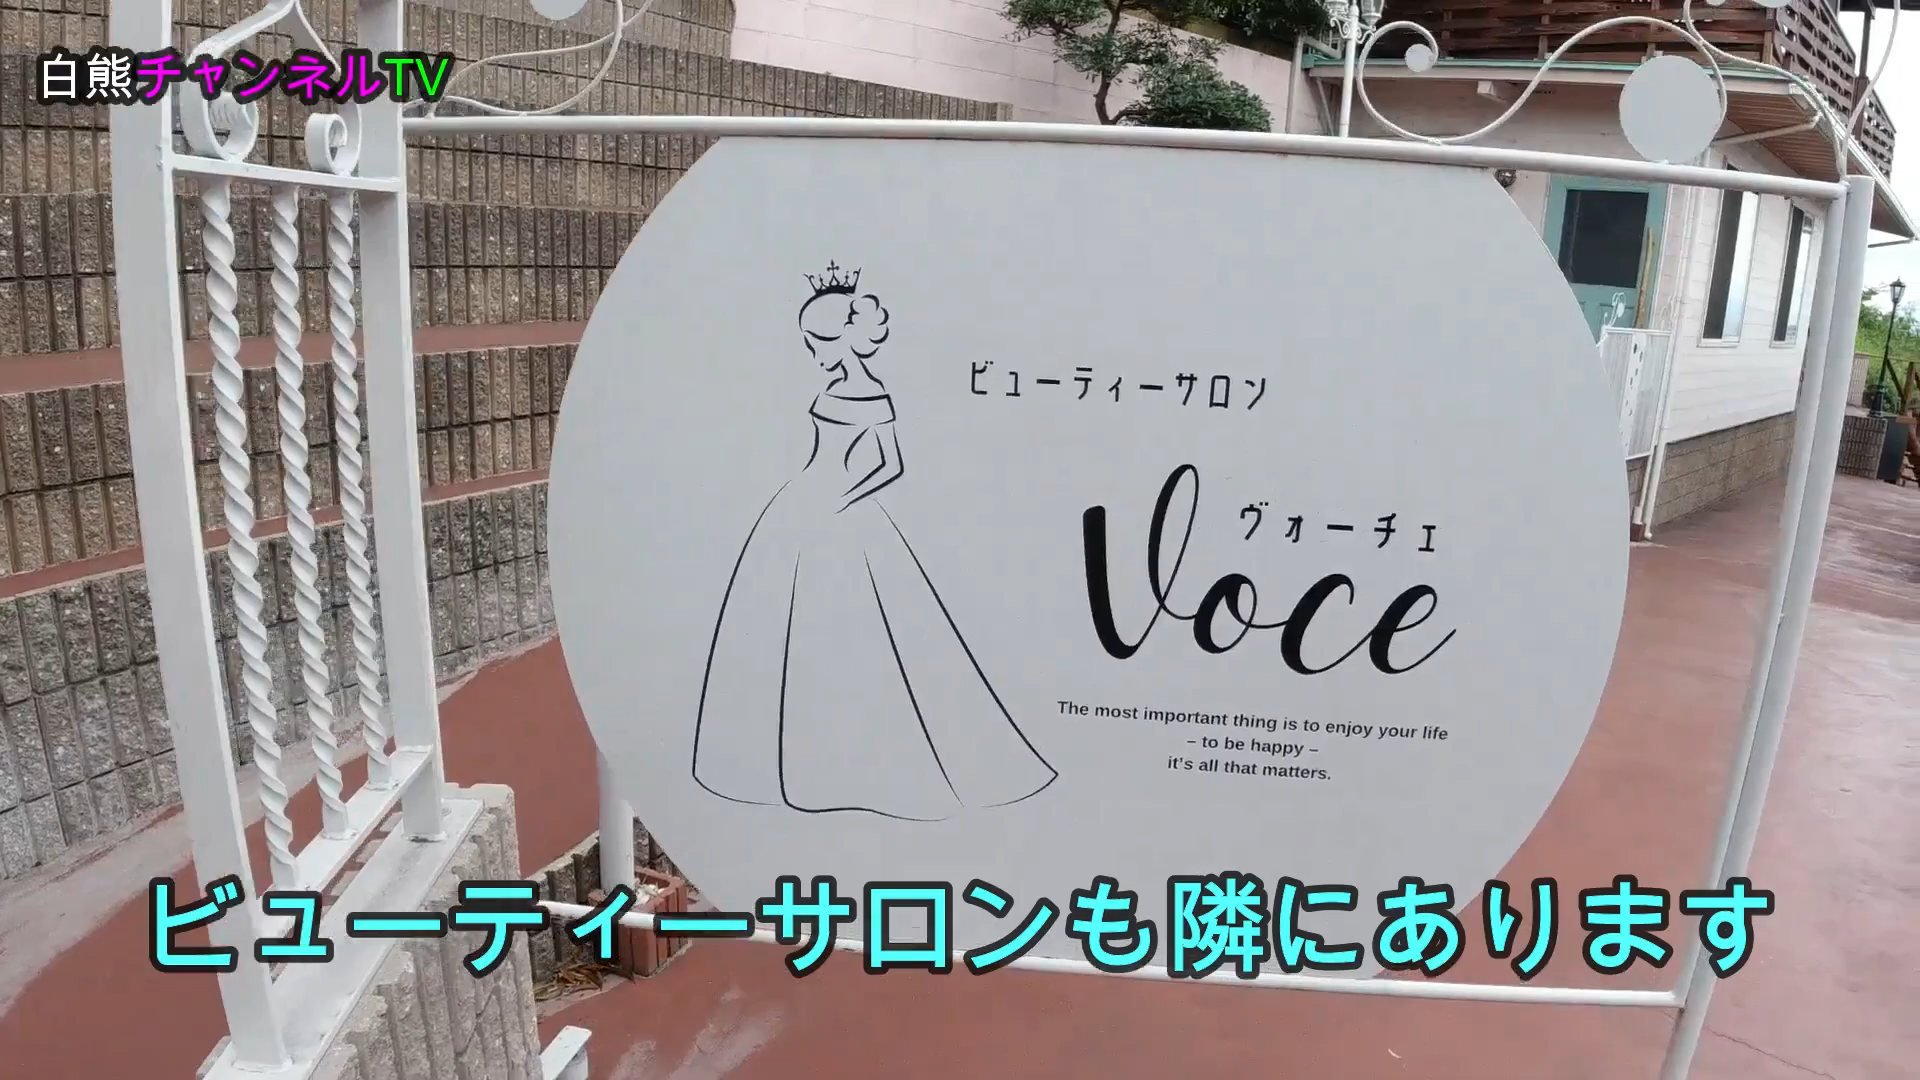 白熊チャンネルTV
ビューティーサロン
ヴォーチェ
Voce
The most important thing is to enjoy your life
– to be happy –
it's all that matters.
ビューティーサロンも隣にあります